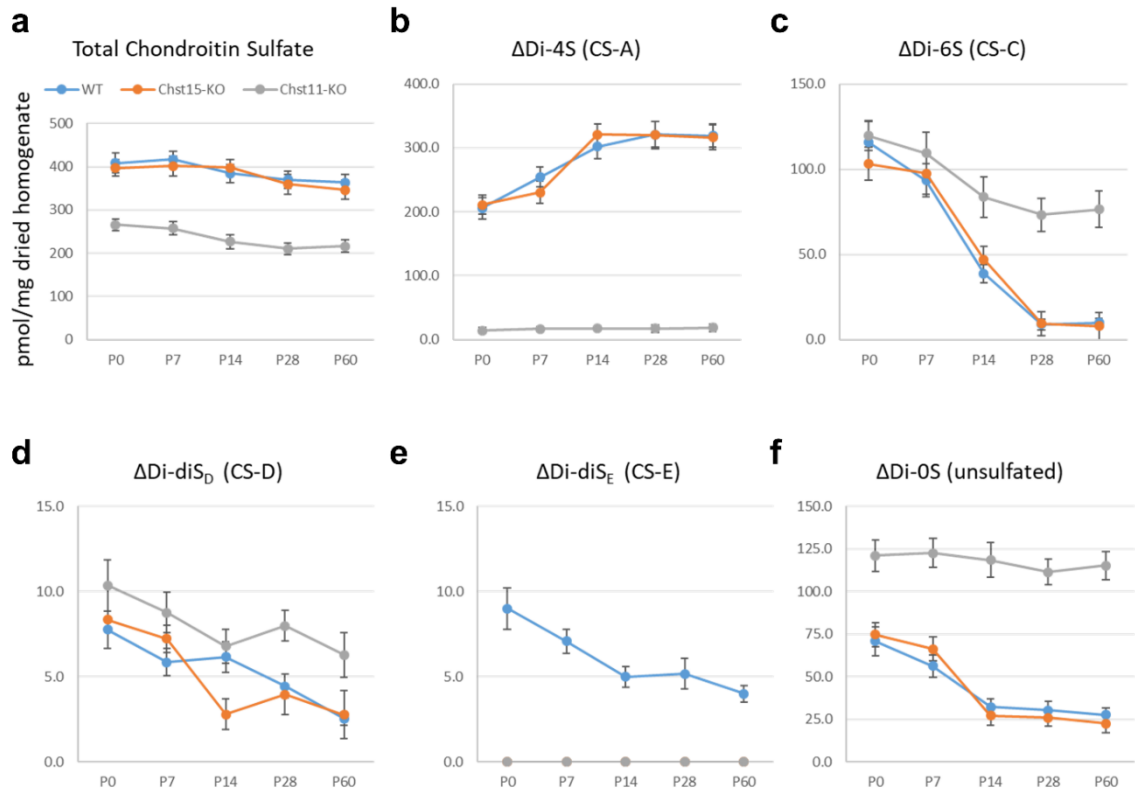 a
Total Chondroitin Sulfate
WT Chst15-KO Chst11-KO
pmol/mg dried homogenate
500
400
300
200
100
0
P0 P7 P14 P28 P60
b
ΔDi-4S (CS-A)
400.0
300.0
200.0
100.0
0.0
P0 P7 P14 P28 P60
c
ΔDi-6S (CS-C)
150.0
100.0
50.0
0.0
P0 P7 P14 P28 P60
d
ΔDi-diS_D (CS-D)
15.0
10.0
5.0
0.0
P0 P7 P14 P28 P60
e
ΔDi-diS_E (CS-E)
15.0
10.0
5.0
0.0
P0 P7 P14 P28 P60
f
ΔDi-0S (unsulfated)
150.0
125.0
100.0
75.0
50.0
25.0
0.0
P0 P7 P14 P28 P60